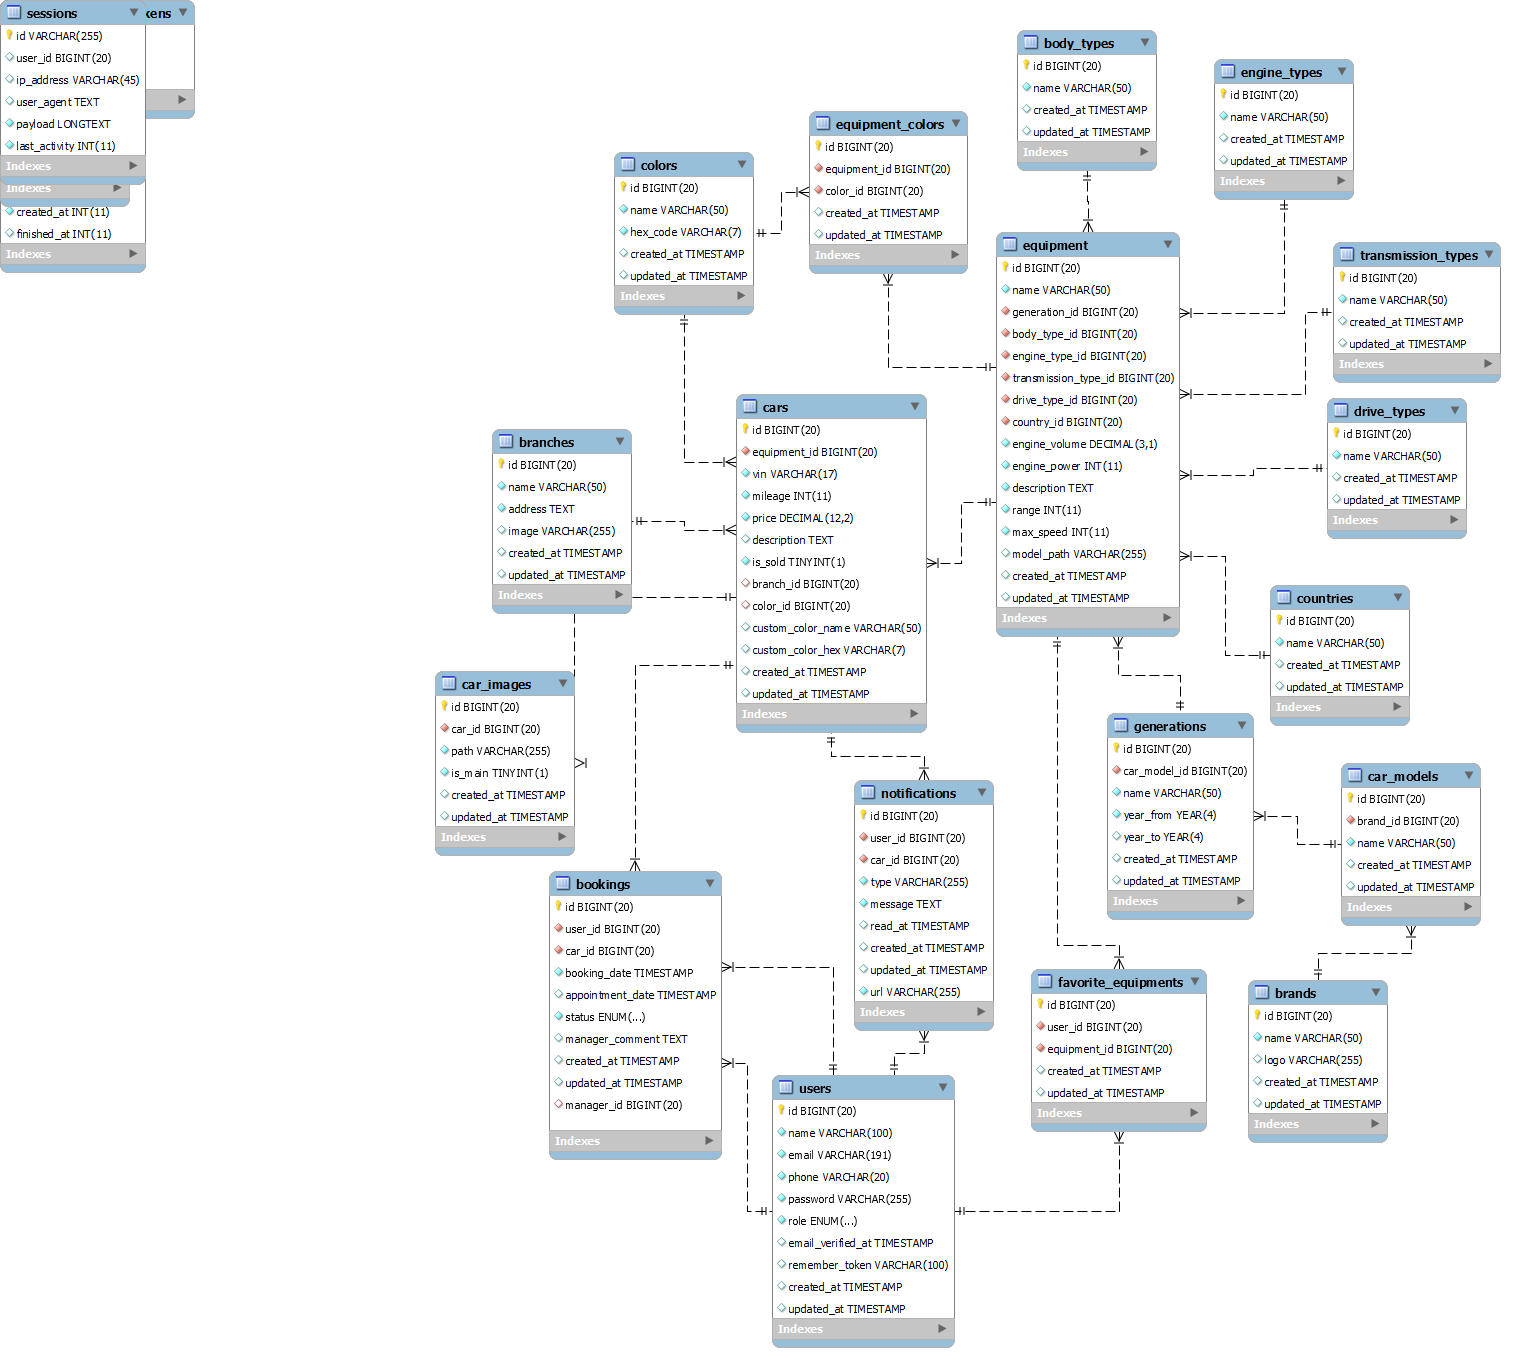 sessions
id VARCHAR(255)
user_id BIGINT(20)
ip_address VARCHAR(45)
user_agent TEXT
payload LONGTEXT
last_activity INT(11)
Indexes
kens
Indexes
created_at INT(11)
finished_at INT(11)
Indexes
body_types
id BIGINT(20)
name VARCHAR(50)
created_at TIMESTAMP
updated_at TIMESTAMP
Indexes
engine_types
id BIGINT(20)
name VARCHAR(50)
created_at TIMESTAMP
updated_at TIMESTAMP
Indexes
equipment_colors
id BIGINT(20)
equipment_id BIGINT(20)
color_id BIGINT(20)
created_at TIMESTAMP
updated_at TIMESTAMP
Indexes
colors
id BIGINT(20)
name VARCHAR(50)
hex_code VARCHAR(7)
created_at TIMESTAMP
updated_at TIMESTAMP
Indexes
equipment
id BIGINT(20)
name VARCHAR(50)
generation_id BIGINT(20)
body_type_id BIGINT(20)
engine_type_id BIGINT(20)
transmission_type_id BIGINT(20)
drive_type_id BIGINT(20)
country_id BIGINT(20)
engine_volume DECIMAL(3,1)
engine_power INT(11)
description TEXT
range INT(11)
max_speed INT(11)
model_path VARCHAR(255)
created_at TIMESTAMP
updated_at TIMESTAMP
Indexes
transmission_types
id BIGINT(20)
name VARCHAR(50)
created_at TIMESTAMP
updated_at TIMESTAMP
Indexes
drive_types
id BIGINT(20)
name VARCHAR(50)
created_at TIMESTAMP
updated_at TIMESTAMP
Indexes
cars
id BIGINT(20)
equipment_id BIGINT(20)
vin VARCHAR(17)
mileage INT(11)
price DECIMAL(12,2)
description TEXT
is_sold TINYINT(1)
branch_id BIGINT(20)
color_id BIGINT(20)
custom_color_name VARCHAR(50)
custom_color_hex VARCHAR(7)
created_at TIMESTAMP
updated_at TIMESTAMP
Indexes
branches
id BIGINT(20)
name VARCHAR(50)
address TEXT
image VARCHAR(255)
created_at TIMESTAMP
updated_at TIMESTAMP
Indexes
countries
id BIGINT(20)
name VARCHAR(50)
created_at TIMESTAMP
updated_at TIMESTAMP
Indexes
car_images
id BIGINT(20)
car_id BIGINT(20)
path VARCHAR(255)
is_main TINYINT(1)
created_at TIMESTAMP
updated_at TIMESTAMP
Indexes
generations
id BIGINT(20)
car_model_id BIGINT(20)
name VARCHAR(50)
year_from YEAR(4)
year_to YEAR(4)
created_at TIMESTAMP
updated_at TIMESTAMP
Indexes
car_models
id BIGINT(20)
brand_id BIGINT(20)
name VARCHAR(50)
created_at TIMESTAMP
updated_at TIMESTAMP
Indexes
notifications
id BIGINT(20)
user_id BIGINT(20)
car_id BIGINT(20)
type VARCHAR(255)
message TEXT
read_at TIMESTAMP
created_at TIMESTAMP
updated_at TIMESTAMP
url VARCHAR(255)
Indexes
bookings
id BIGINT(20)
user_id BIGINT(20)
car_id BIGINT(20)
booking_date TIMESTAMP
appointment_date TIMESTAMP
status ENUM(...)
manager_comment TEXT
created_at TIMESTAMP
updated_at TIMESTAMP
manager_id BIGINT(20)
Indexes
favorite_equipments
id BIGINT(20)
user_id BIGINT(20)
equipment_id BIGINT(20)
created_at TIMESTAMP
updated_at TIMESTAMP
Indexes
brands
id BIGINT(20)
name VARCHAR(50)
logo VARCHAR(255)
created_at TIMESTAMP
updated_at TIMESTAMP
Indexes
users
id BIGINT(20)
name VARCHAR(100)
email VARCHAR(191)
phone VARCHAR(20)
password VARCHAR(255)
role ENUM(...)
email_verified_at TIMESTAMP
remember_token VARCHAR(100)
created_at TIMESTAMP
updated_at TIMESTAMP
Indexes